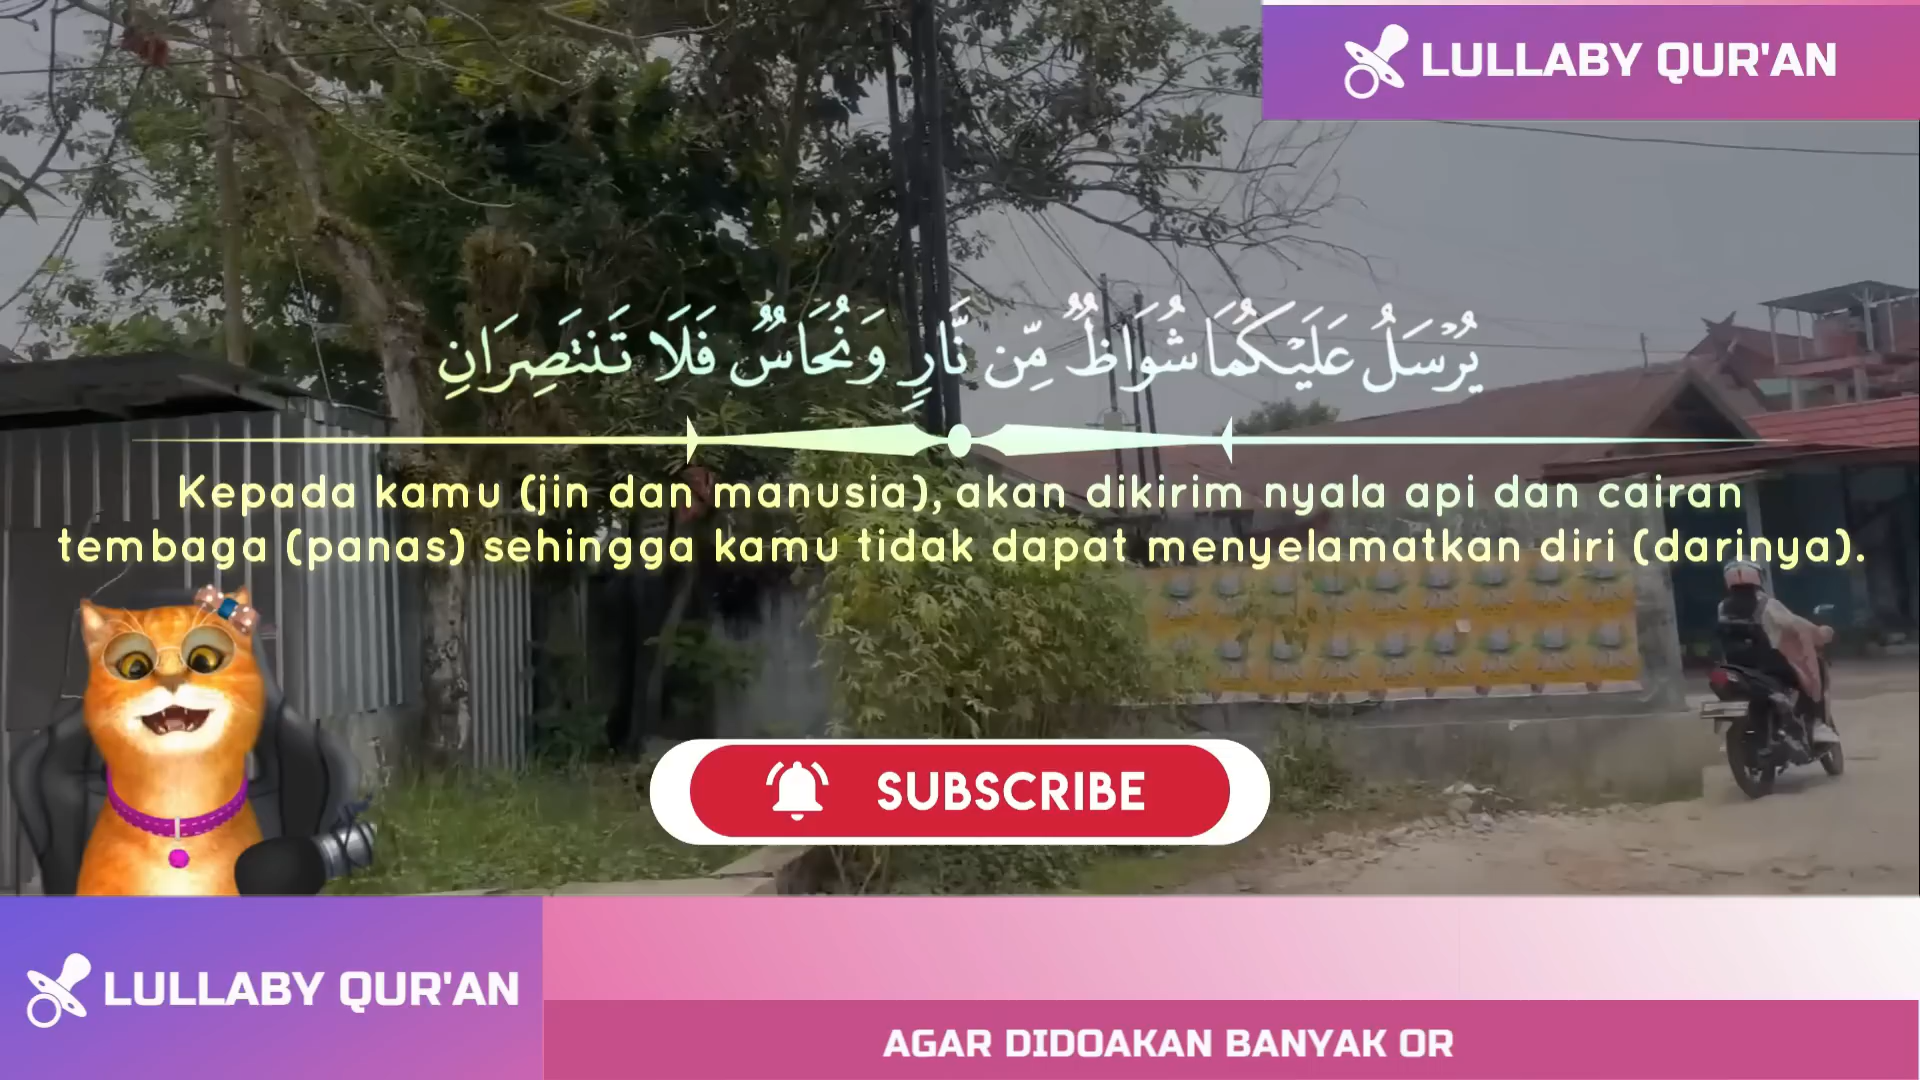 LULLABY QUR'AN
يُرْسَلُ عَلَيْكُمَا شُوَاظٌ مِّن نَّارٍ وَنُحَاسٌ فَلَا تَنتَصِرَانِ
Kepada kamu (jin dan manusia), akan dikirim nyala api dan cairan
tembaga (panas) sehingga kamu tidak dapat menyelamatkan diri (darinya).
SUBSCRIBE
LULLABY QUR'AN
AGAR DIDOAKAN BANYAK OR